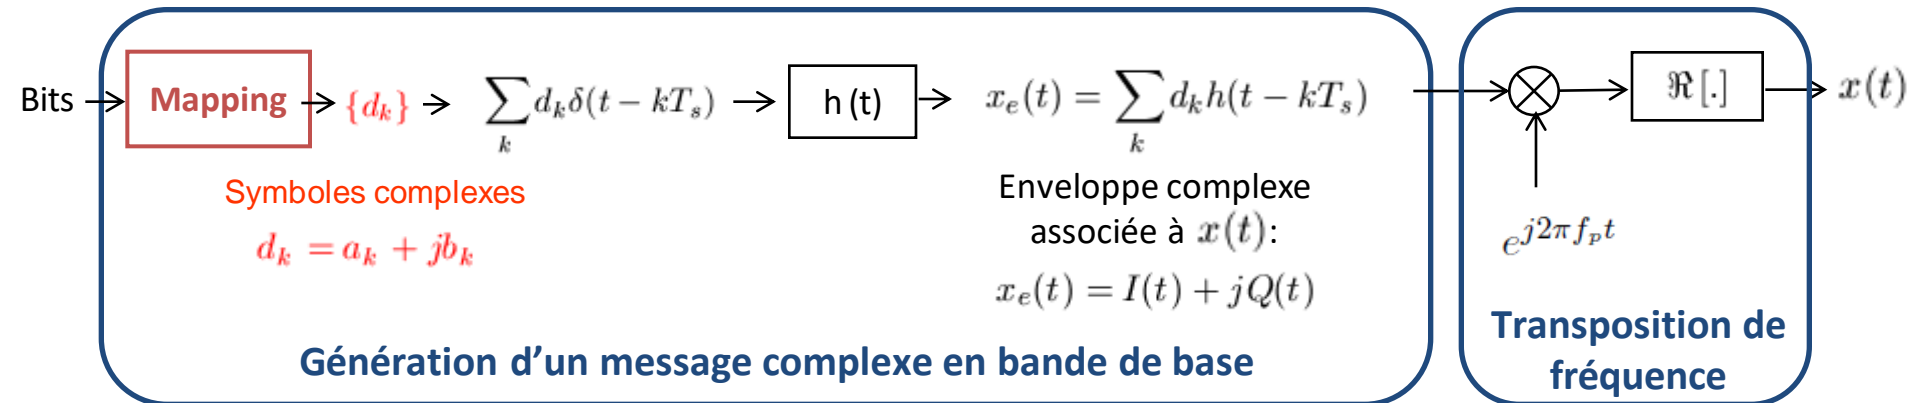 Bits
Mapping
{d_k}
∑_k d_k δ(t − kT_s)
h (t)
x_e(t) = ∑_k d_k h(t − kT_s)
ℜ [.]
x(t)
Symboles complexes
d_k = a_k + jb_k
Enveloppe complexe
associée à x(t):
x_e(t) = I(t) + jQ(t)
e^{j2πf_p t}
Génération d’un message complexe en bande de base
Transposition de
fréquence